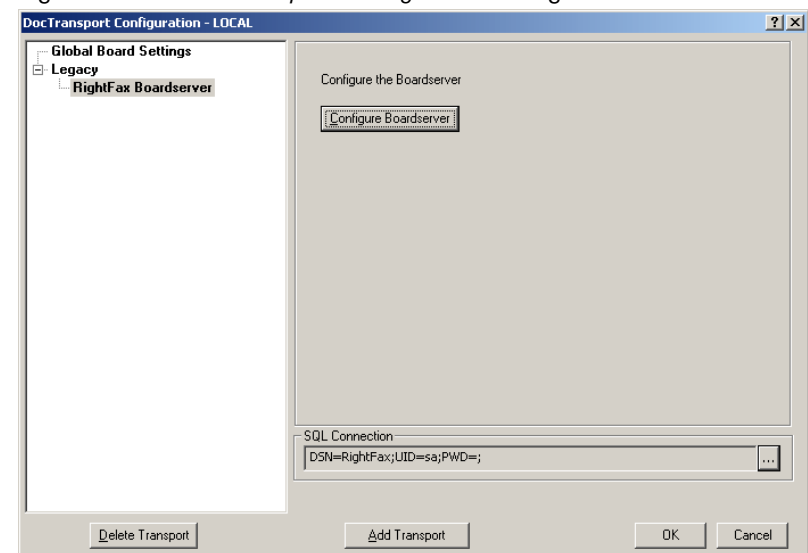 DocTransport Configuration - LOCAL
Global Board Settings
Legacy
RightFax Boardserver
Configure the Boardserver
Configure Boardserver
SQL Connection
DSN=RightFax;UID=sa;PWD=;
...
Delete Transport
Add Transport
OK
Cancel